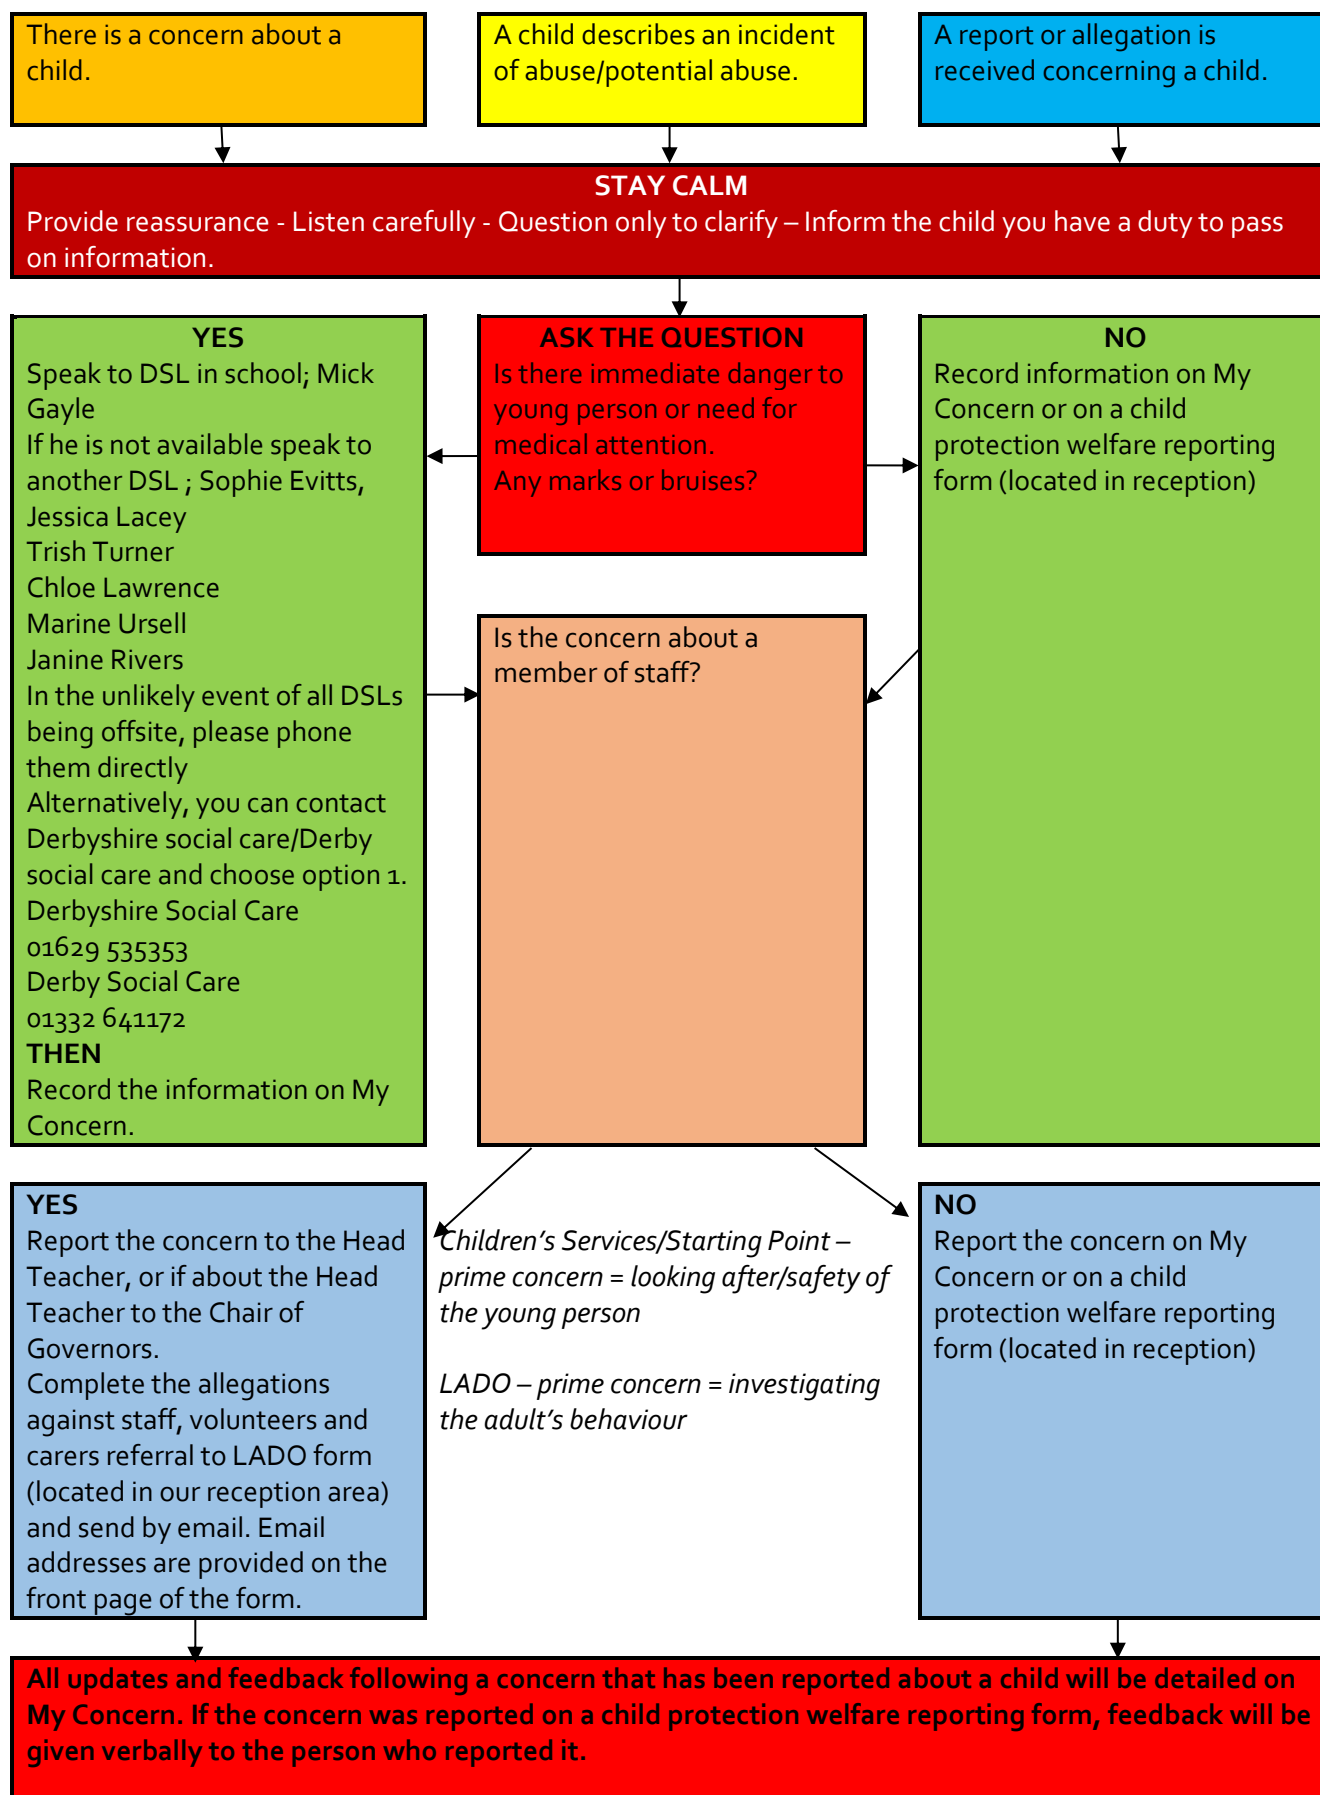 There is a concern about a
child.
A child describes an incident
of abuse/potential abuse.
A report or allegation is
received concerning a child.
STAY CALM
Provide reassurance - Listen carefully - Question only to clarify – Inform the child you have a duty to pass
on information.
YES
Speak to DSL in school; Mick
Gayle
If he is not available speak to
another DSL ; Sophie Evitts,
Jessica Lacey
Trish Turner
Chloe Lawrence
Marine Ursell
Janine Rivers
In the unlikely event of all DSLs
being offsite, please phone
them directly
Alternatively, you can contact
Derbyshire social care/Derby
social care and choose option 1.
Derbyshire Social Care
01629 535353
Derby Social Care
01332 641172
THEN
Record the information on My
Concern.
ASK THE QUESTION
Is there immediate danger to
young person or need for
medical attention.
Any marks or bruises?
NO
Record information on My
Concern or on a child
protection welfare reporting
form (located in reception)
Is the concern about a
member of staff?
YES
Report the concern to the Head
Teacher, or if about the Head
Teacher to the Chair of
Governors.
Complete the allegations
against staff, volunteers and
carers referral to LADO form
(located in our reception area)
and send by email. Email
addresses are provided on the
front page of the form.
Children's Services/Starting Point –
prime concern = looking after/safety of
the young person
LADO – prime concern = investigating
the adult's behaviour
NO
Report the concern on My
Concern or on a child
protection welfare reporting
form (located in reception)
All updates and feedback following a concern that has been reported about a child will be detailed on
My Concern. If the concern was reported on a child protection welfare reporting form, feedback will be
given verbally to the person who reported it.